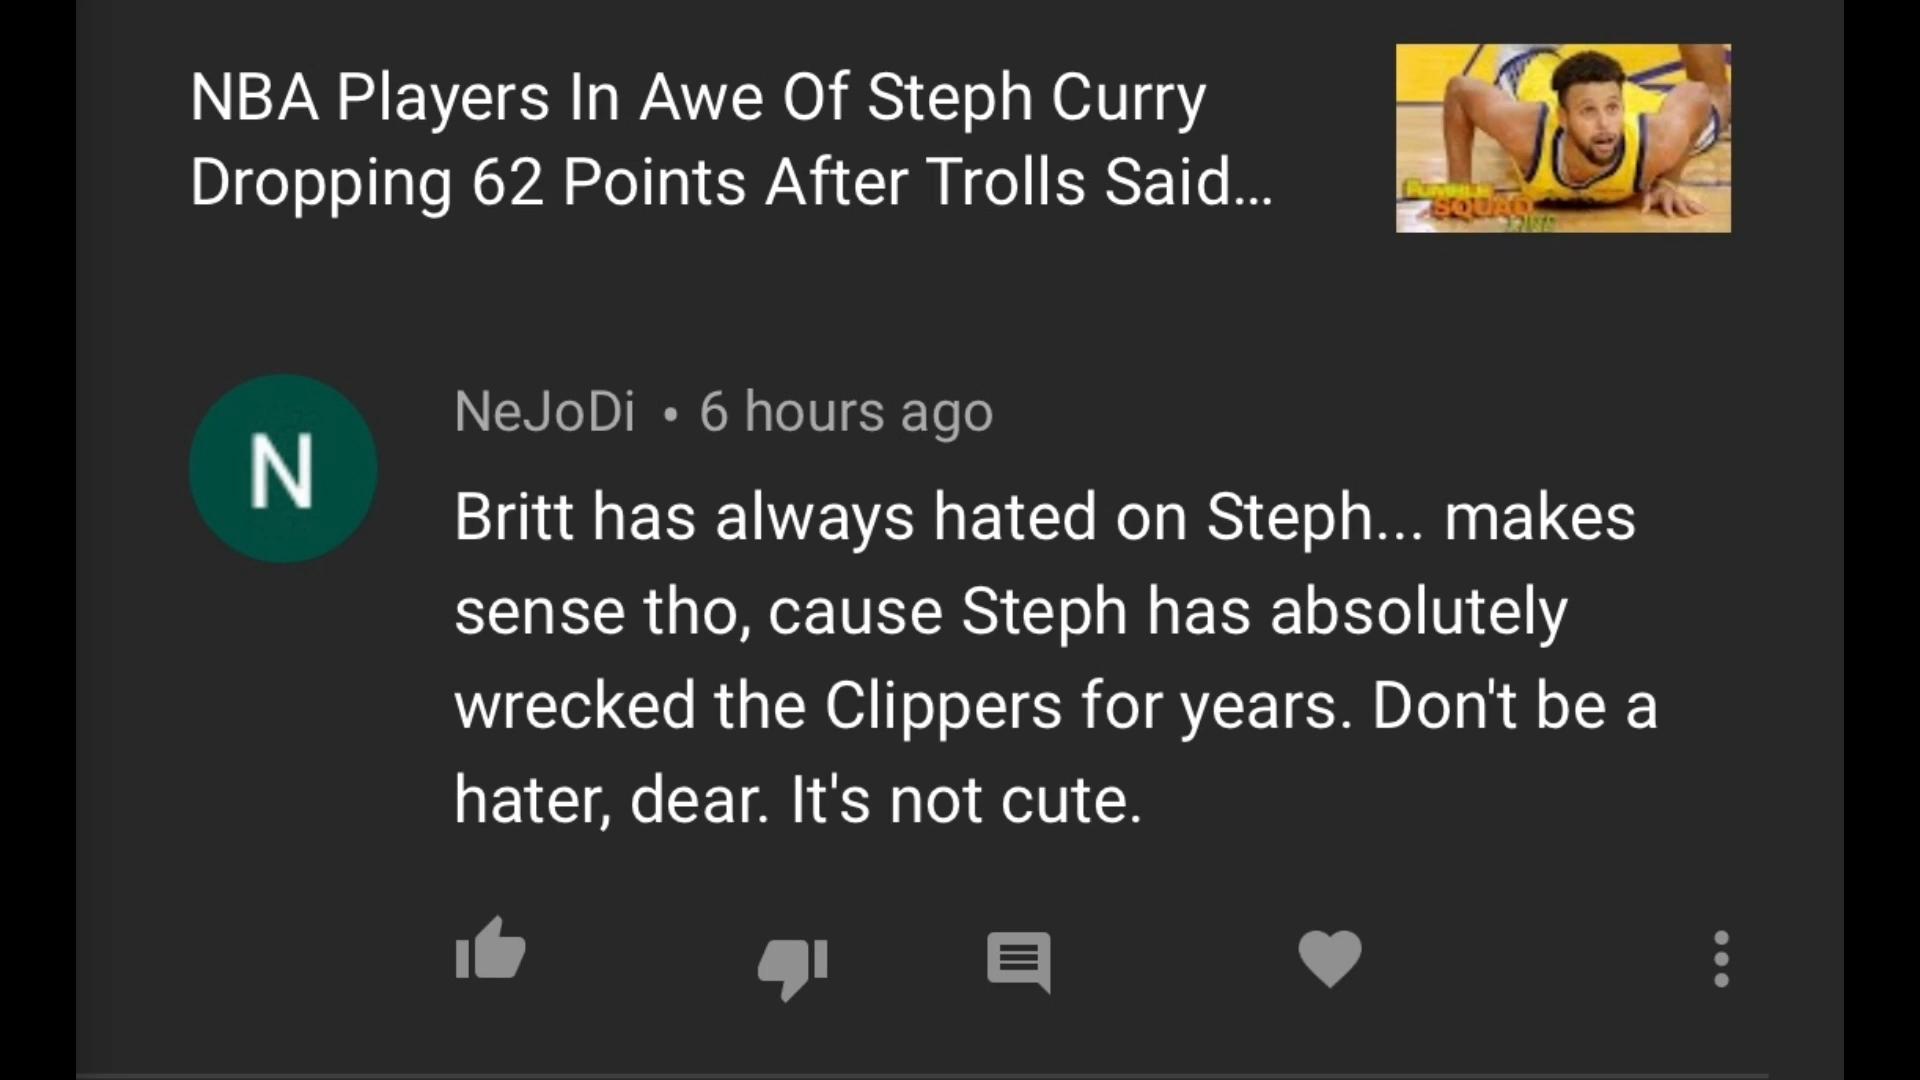 NBA Players In Awe Of Steph Curry
Dropping 62 Points After Trolls Said...
FUMBLE
SQUAD
N
NeJoDi • 6 hours ago
Britt has always hated on Steph... makes
sense tho, cause Steph has absolutely
wrecked the Clippers for years. Don't be a
hater, dear. It's not cute.